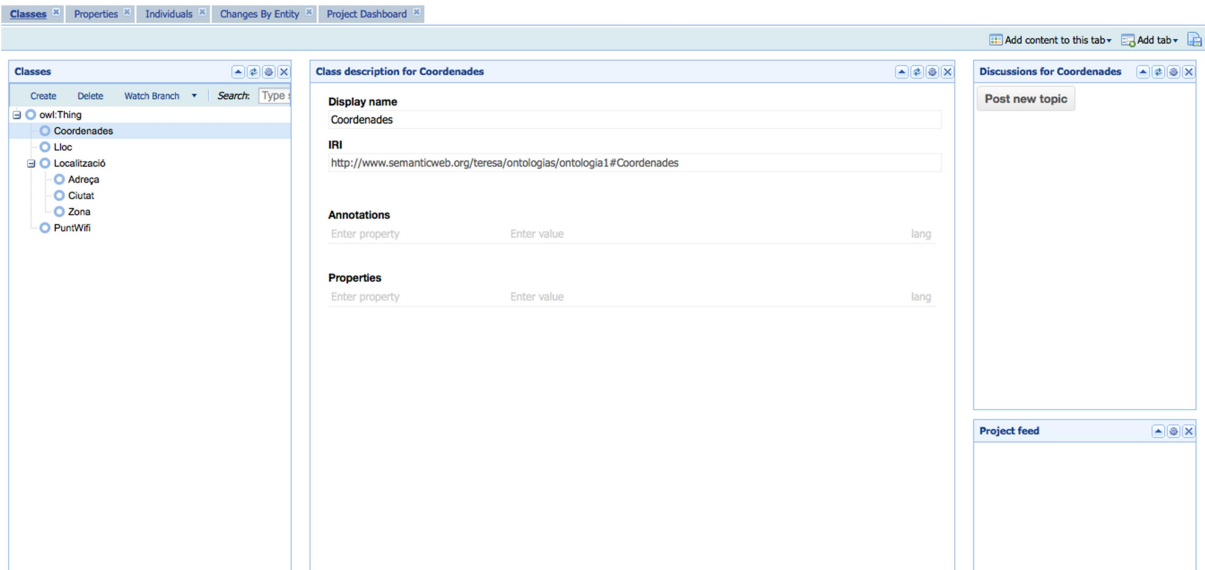 Classes Properties Individuals Changes By Entity Project Dashboard
Add content to this tab Add tab
Classes
Create Delete Watch Branch Search: Type
owl:Thing
Coordenades
Lloc
Localització
Adreça
Ciutat
Zona
PuntWifi
Class description for Coordenades
Display name
Coordenades
IRI
http://www.semanticweb.org/teresa/ontologias/ontologia1#Coordenades
Annotations
Enter property Enter value lang
Properties
Enter property Enter value lang
Discussions for Coordenades
Post new topic
Project feed